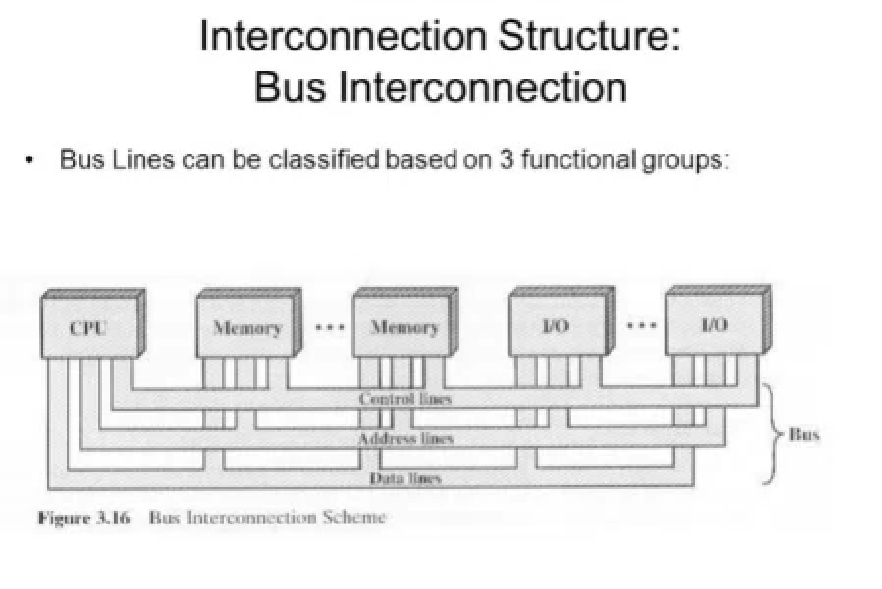 Interconnection Structure:
Bus Interconnection
• Bus Lines can be classified based on 3 functional groups:
CPU
Memory
•••
Memory
I/O
•••
I/O
Control lines
Address lines
Bus
Data lines
Figure 3.16 Bus Interconnection Scheme